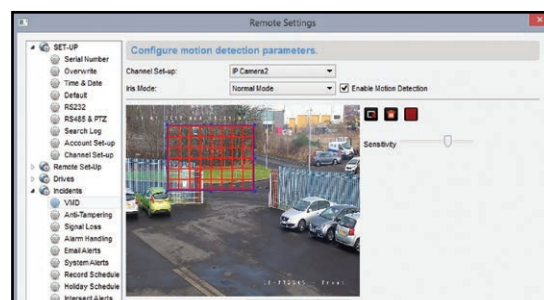 Remote Settings
SET-UP
Serial Number
Overwrite
Time & Date
Default
RS232
RS485 & PTZ
Search Log
Account Set-up
Channel Set-up
Remote Set-Up
Drives
Incidents
VMD
Anti-Tampering
Signal Loss
Alarm Handling
Email Alerts
System Alerts
Record Schedule
Holiday Schedule
Intersect Alerts
Configure motion detection parameters.
Channel Set-up:
IP Camera2
Iris Mode:
Normal Mode
Enable Motion Detection
Sensitivity